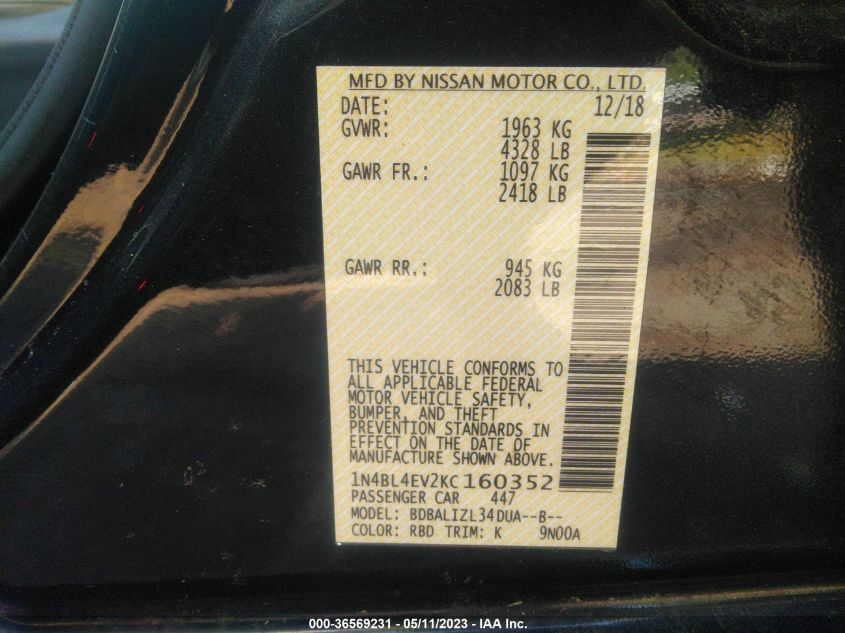 MFD BY NISSAN MOTOR CO., LTD.
DATE: 12/18
GVWR: 1963 KG
4328 LB
GAWR FR.: 1097 KG
2418 LB
GAWR RR.: 945 KG
2083 LB
THIS VEHICLE CONFORMS TO
ALL APPLICABLE FEDERAL
MOTOR VEHICLE SAFETY,
BUMPER, AND THEFT
PREVENTION STANDARDS IN
EFFECT ON THE DATE OF
MANUFACTURE SHOWN ABOVE.
1N4BL4EV2KC160352
PASSENGER CAR 447
MODEL: BDBALIZL34DUA--B--
COLOR: RBD TRIM: K 9N00A
000-36569231 - 05/11/2023 - IAA Inc.